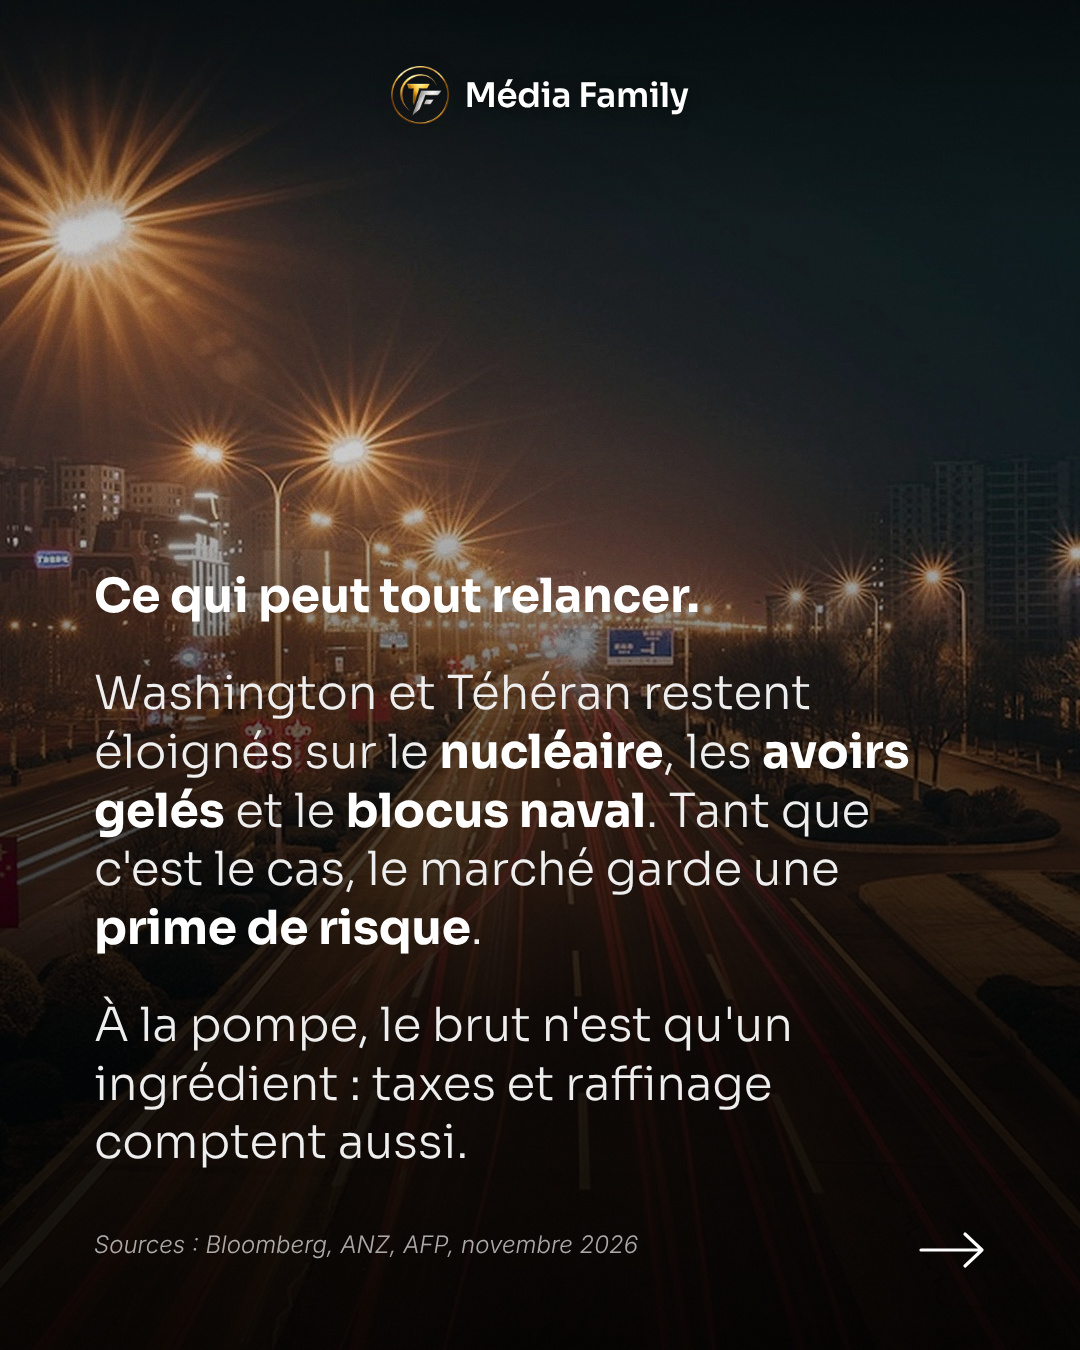 Média Family
Ce qui peut tout relancer.
Washington et Téhéran restent
éloignés sur le nucléaire, les avoirs
gelés et le blocus naval. Tant que
c'est le cas, le marché garde une
prime de risque.
À la pompe, le brut n'est qu'un
ingrédient : taxes et raffinage
comptent aussi.
Sources : Bloomberg, ANZ, AFP, novembre 2026